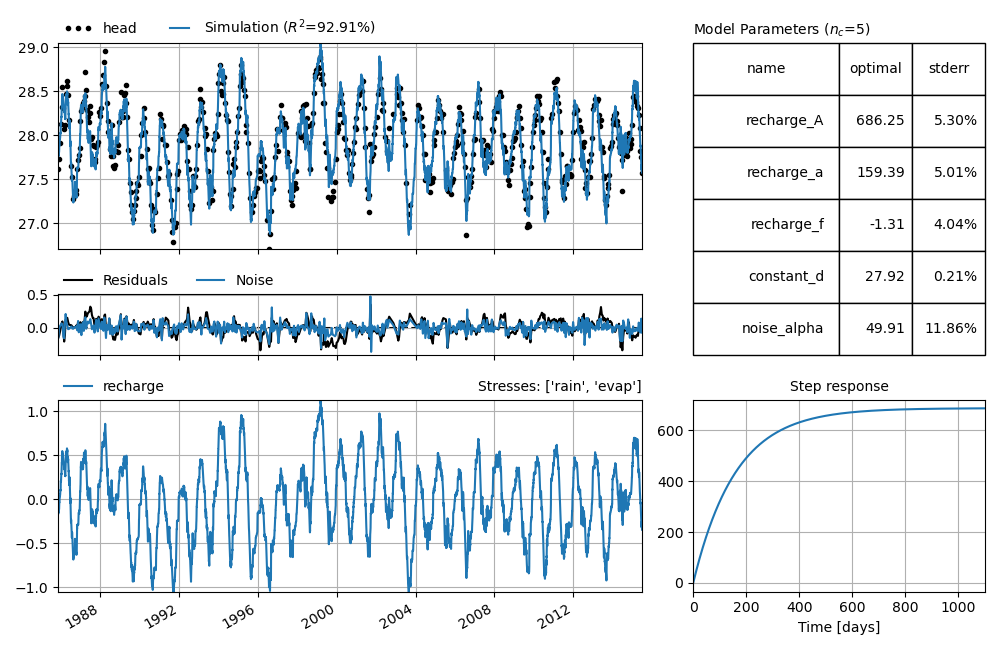 head Simulation (R²=92.91%)
29.0
28.5
28.0
27.5
27.0
Residuals Noise
0.5
0.0
recharge Stresses: ['rain', 'evap']
1.0
0.5
0.0
−0.5
−1.0
1988 1992 1996 2000 2004 2008 2012
Model Parameters (n_c=5)
name optimal stderr
recharge_A 686.25 5.30%
recharge_a 159.39 5.01%
recharge_f -1.31 4.04%
constant_d 27.92 0.21%
noise_alpha 49.91 11.86%
Step response
600
400
200
0
0 200 400 600 800 1000
Time [days]